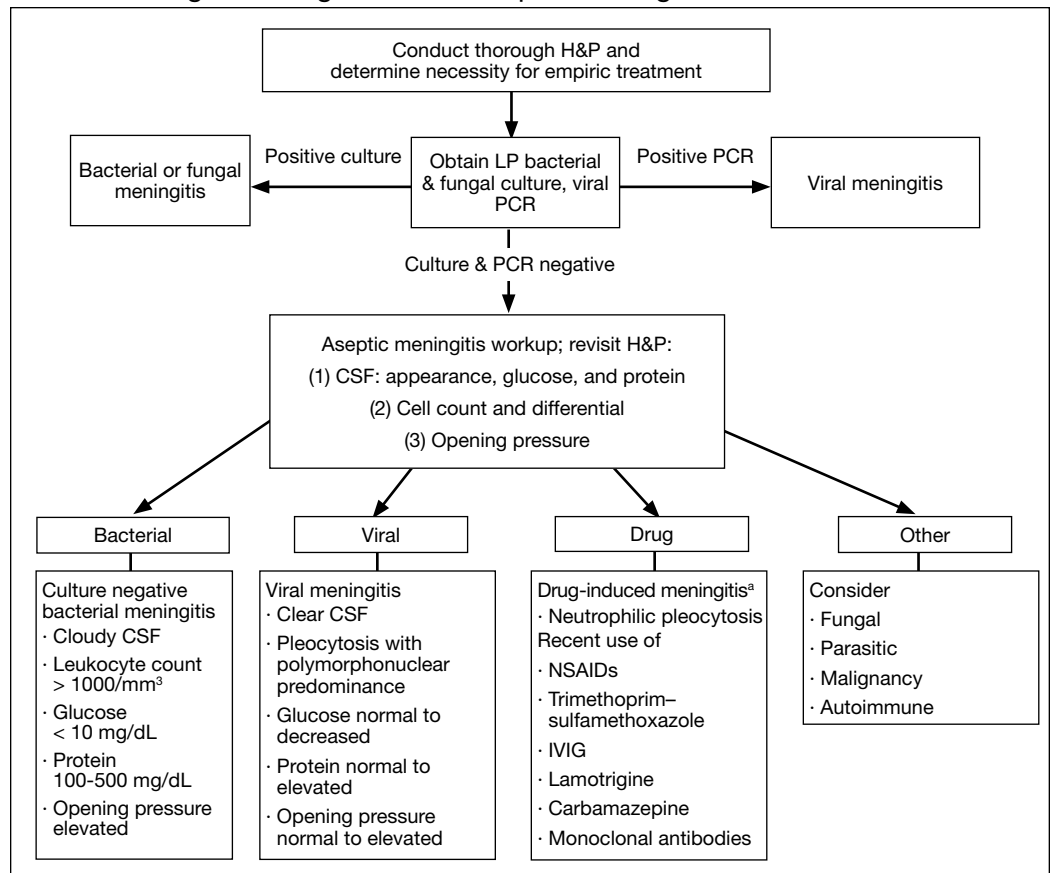 Conduct thorough H&P and
determine necessity for empiric treatment
Positive culture
Positive PCR
Bacterial or fungal
meningitis
Obtain LP bacterial
& fungal culture, viral
PCR
Viral meningitis
Culture & PCR negative
Aseptic meningitis workup; revisit H&P:
(1) CSF: appearance, glucose, and protein
(2) Cell count and differential
(3) Opening pressure
Bacterial
Viral
Drug
Other
Culture negative
bacterial meningitis
· Cloudy CSF
· Leukocyte count
> 1000/mm³
· Glucose
< 10 mg/dL
· Protein
100-500 mg/dL
· Opening pressure
elevated
Viral meningitis
· Clear CSF
· Pleocytosis with
polymorphonuclear
predominance
· Glucose normal to
decreased
· Protein normal to
elevated
· Opening pressure
normal to elevated
Drug-induced meningitisᵃ
· Neutrophilic pleocytosis
Recent use of
· NSAIDs
· Trimethoprim–
sulfamethoxazole
· IVIG
· Lamotrigine
· Carbamazepine
· Monoclonal antibodies
Consider
· Fungal
· Parasitic
· Malignancy
· Autoimmune